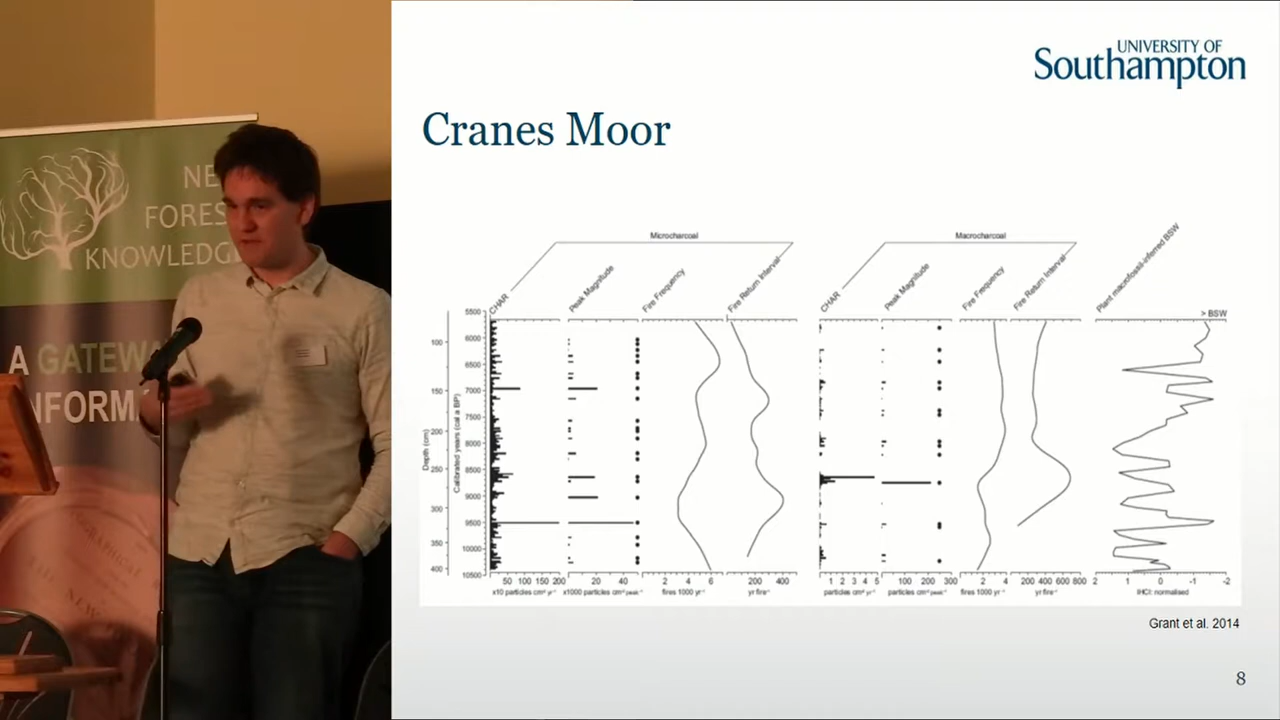 NE
FORES
KNOWLEDG
A GATEWA
INFORM
UNIVERSITY OF
Southampton
Cranes Moor
Microcharcoal
Macrocharcoal
CHAR
Peak Magnitude
Fire Frequency
Fire Return Interval
CHAR
Peak Magnitude
Fire Frequency
Fire Return Interval
Plant macrofossil-inferred BSW
> BSW
Depth (cm)
100
150
200
250
300
350
400
Calibrated years (cal a BP)
5500
6000
6500
7000
7500
8000
8500
9000
9500
10000
10500
50 100 150 200
20 40
2 4 6
200 400
1 2 3 4 5
100 200 300
2 4
200 400 600 800
2 1 0 -1 -2
x10 particles cm⁻² yr⁻¹
x1000 particles cm⁻² peak⁻¹
fires 1000 yr⁻¹
yr fire⁻¹
particles cm⁻² yr⁻¹
particles cm⁻² peak⁻¹
fires 1000 yr⁻¹
yr fire⁻¹
IHCI: normalised
Grant et al. 2014
8